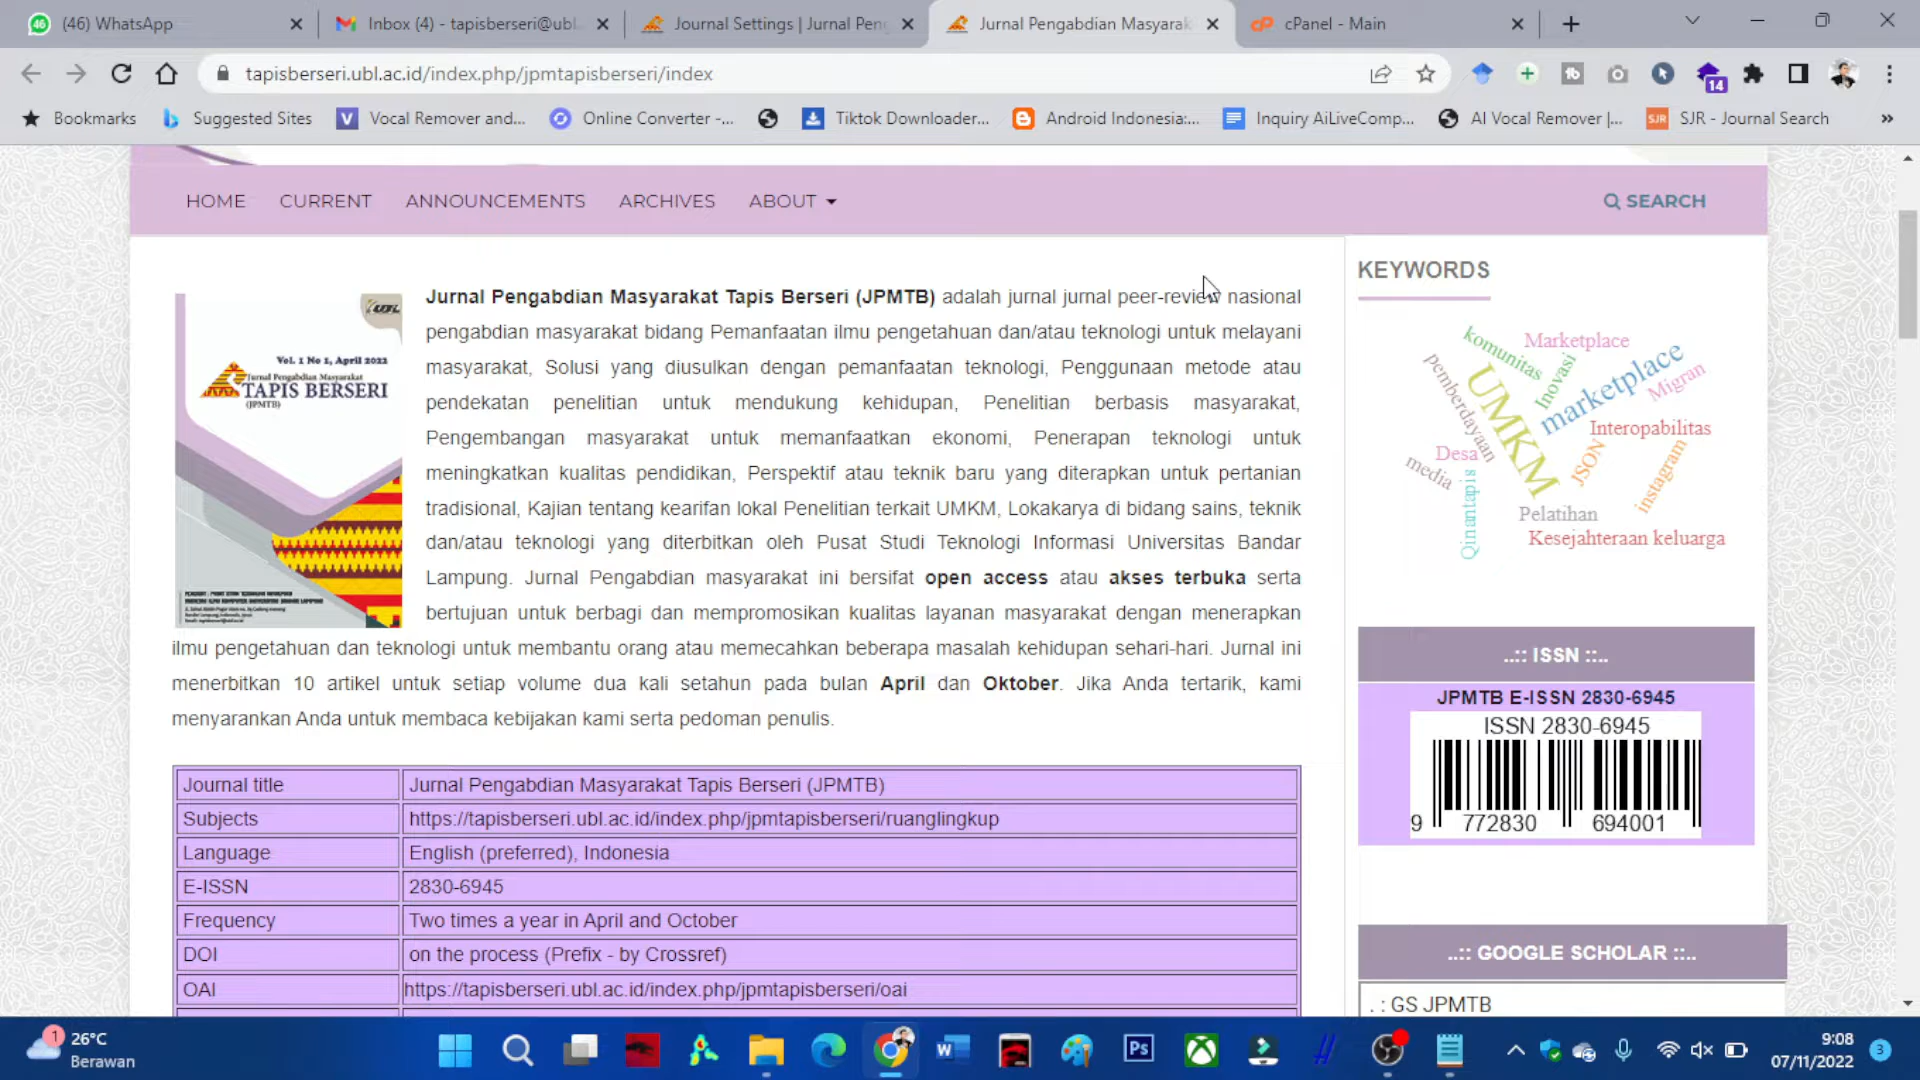 (46) WhatsApp
Inbox (4) - tapisberseri@ubl.
Journal Settings | Jurnal Peng
Jurnal Pengabdian Masyarak
cPanel - Main
tapisberseri.ubl.ac.id/index.php/jpmtapisberseri/index
14
Bookmarks
Suggested Sites
Vocal Remover and...
Online Converter -...
Tiktok Downloader...
Android Indonesia:...
Inquiry AiLiveComp...
AI Vocal Remover |...
SJR - Journal Search
»
HOME
CURRENT
ANNOUNCEMENTS
ARCHIVES
ABOUT
SEARCH
UBL
Vol. 1 No 1, April 2022
Jurnal Pengabdian Masyarakat
TAPIS BERSERI
(JPMTB)
Jurnal Pengabdian Masyarakat Tapis Berseri (JPMTB) adalah jurnal jurnal peer-review nasional
pengabdian masyarakat bidang Pemanfaatan ilmu pengetahuan dan/atau teknologi untuk melayani
masyarakat, Solusi yang diusulkan dengan pemanfaatan teknologi, Penggunaan metode atau
pendekatan penelitian untuk mendukung kehidupan, Penelitian berbasis masyarakat,
Pengembangan masyarakat untuk memanfaatkan ekonomi, Penerapan teknologi untuk
meningkatkan kualitas pendidikan, Perspektif atau teknik baru yang diterapkan untuk pertanian
tradisional, Kajian tentang kearifan lokal Penelitian terkait UMKM, Lokakarya di bidang sains, teknik
dan/atau teknologi yang diterbitkan oleh Pusat Studi Teknologi Informasi Universitas Bandar
Lampung. Jurnal Pengabdian masyarakat ini bersifat open access atau akses terbuka serta
bertujuan untuk berbagi dan mempromosikan kualitas layanan masyarakat dengan menerapkan
ilmu pengetahuan dan teknologi untuk membantu orang atau memecahkan beberapa masalah kehidupan sehari-hari. Jurnal ini
menerbitkan 10 artikel untuk setiap volume dua kali setahun pada bulan April dan Oktober. Jika Anda tertarik, kami
menyarankan Anda untuk membaca kebijakan kami serta pedoman penulis.
Journal title
Jurnal Pengabdian Masyarakat Tapis Berseri (JPMTB)
Subjects
https://tapisberseri.ubl.ac.id/index.php/jpmtapisberseri/ruanglingkup
Language
English (preferred), Indonesia
E-ISSN
2830-6945
Frequency
Two times a year in April and October
DOI
on the process (Prefix - by Crossref)
OAI
https://tapisberseri.ubl.ac.id/index.php/jpmtapisberseri/oai
KEYWORDS
komunitas
Marketplace
Inovasi
marketplace
Migran
pemberdayaan
UMKM
Interopabilitas
Desa
JSON
media
instagram
Qinantapis
Pelatihan
Kesejahteraan keluarga
..:: ISSN ::..
JPMTB E-ISSN 2830-6945
ISSN 2830-6945
9 772830 694001
..:: GOOGLE SCHOLAR ::..
. : GS JPMTB
1
26°C
Berawan
W
Ps
9:08
07/11/2022
3